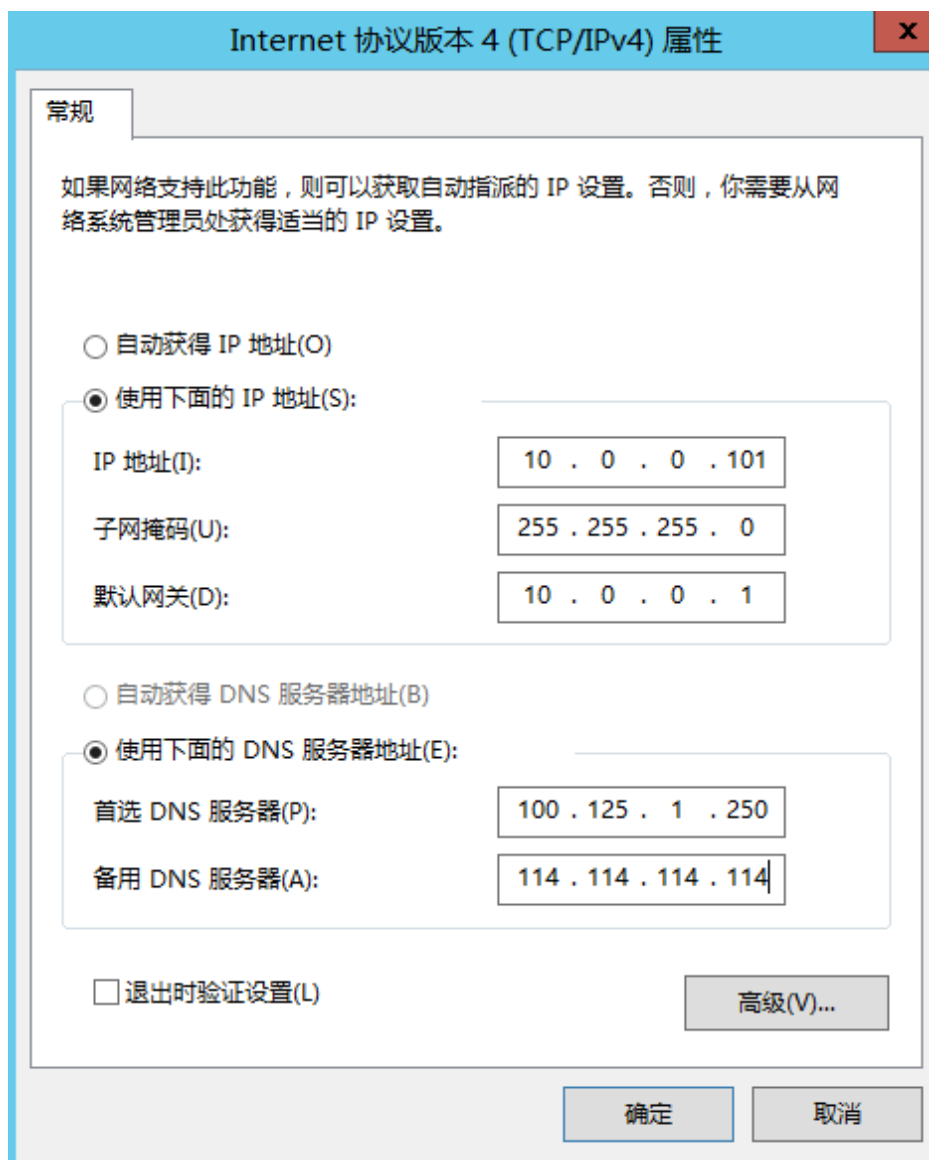 Internet 协议版本 4 (TCP/IPv4) 属性
x
常规
如果网络支持此功能，则可以获取自动指派的 IP 设置。否则，你需要从网
络系统管理员处获得适当的 IP 设置。
自动获得 IP 地址(O)
使用下面的 IP 地址(S):
IP 地址(I): 10 . 0 . 0 . 101
子网掩码(U): 255 . 255 . 255 . 0
默认网关(D): 10 . 0 . 0 . 1
自动获得 DNS 服务器地址(B)
使用下面的 DNS 服务器地址(E):
首选 DNS 服务器(P): 100 . 125 . 1 . 250
备用 DNS 服务器(A): 114 . 114 . 114 . 114
退出时验证设置(L)
高级(V)...
确定 取消